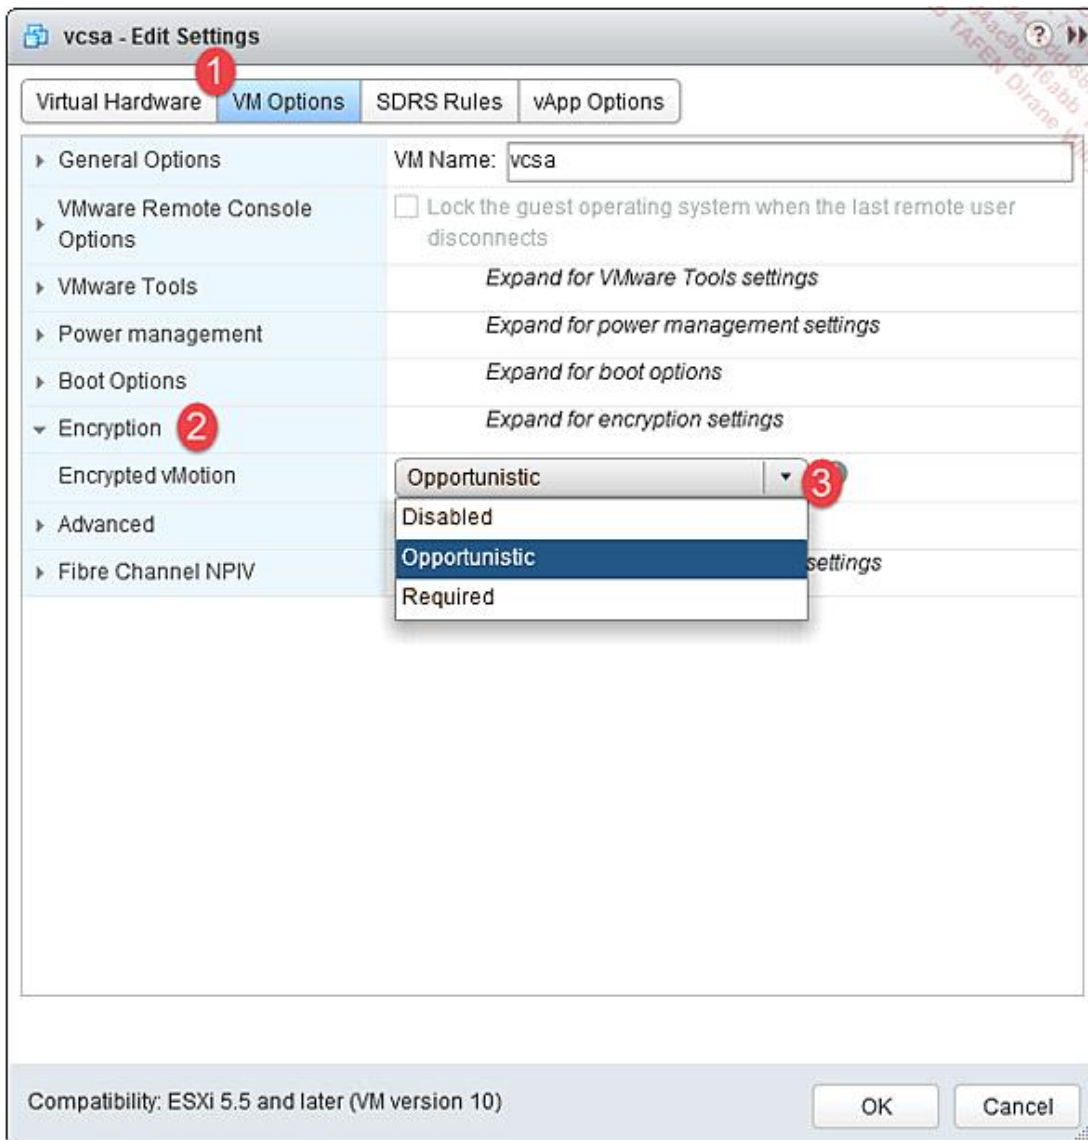 vcsa - Edit Settings
?
1
Virtual Hardware
VM Options
SDRS Rules
vApp Options
General Options
VM Name: vcsa
VMware Remote Console
Options
Lock the guest operating system when the last remote user
disconnects
VMware Tools
Expand for VMware Tools settings
Power management
Expand for power management settings
Boot Options
Expand for boot options
Encryption
2
Expand for encryption settings
Encrypted vMotion
Opportunistic
3
Disabled
Opportunistic
Required
Advanced
Fibre Channel NPIV
settings
Compatibility: ESXi 5.5 and later (VM version 10)
OK
Cancel
TAFEN Dirane